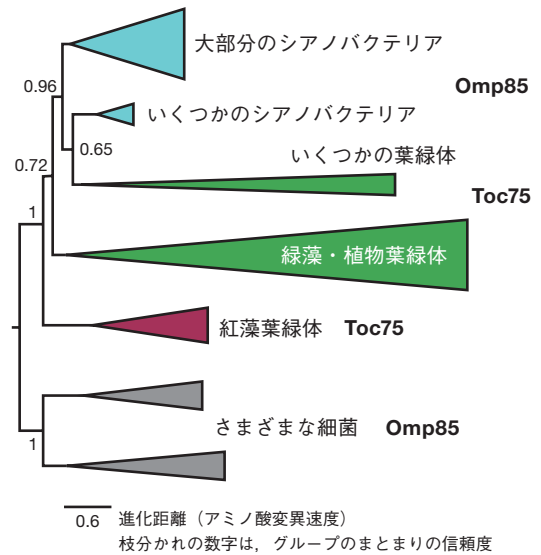 大部分のシアノバクテリア
0.96
Omp85
いくつかのシアノバクテリア
0.65
いくつかの葉緑体
0.72
Toc75
1
緑藻・植物葉緑体
紅藻葉緑体 Toc75
さまざまな細菌 Omp85
1
0.6 進化距離（アミノ酸変異速度）
枝分かれの数字は，グループのまとまりの信頼度